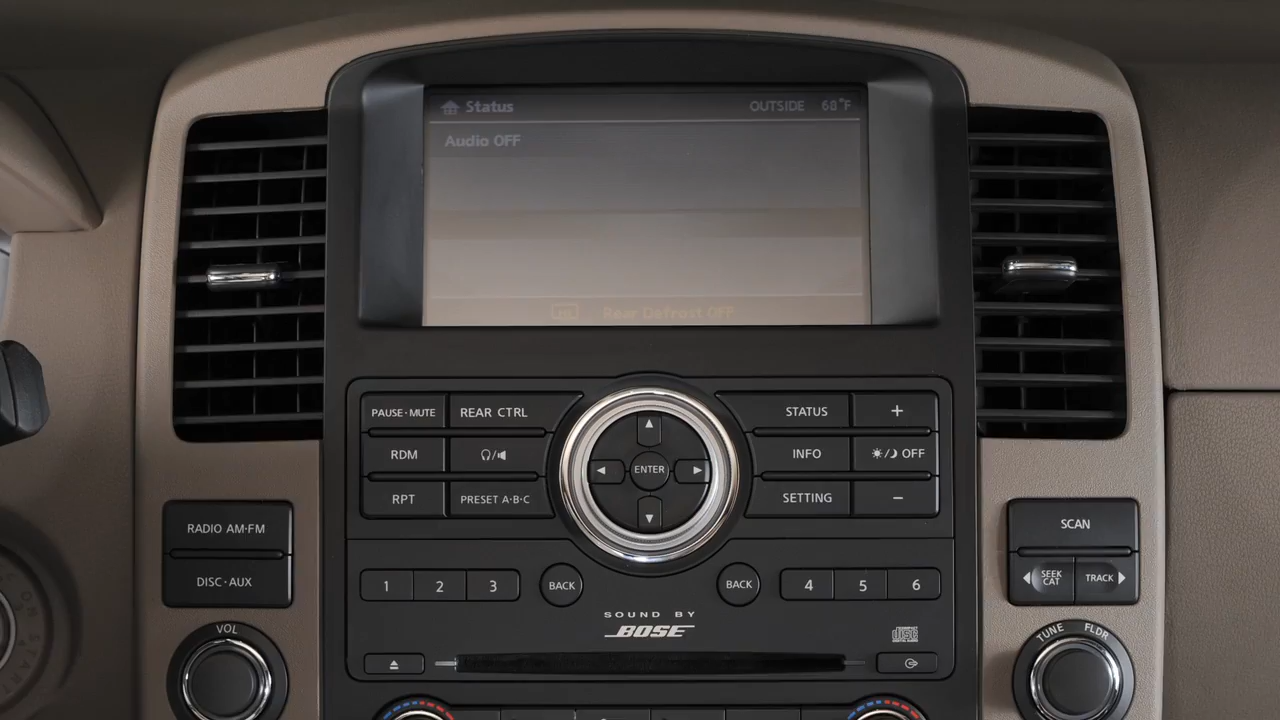 Status OUTSIDE 60°F
Audio OFF
Rear Defrost OFF
PAUSE·MUTE REAR CTRL STATUS +
RDM ENTER INFO OFF
RPT PRESET A·B·C SETTING −
RADIO AM·FM SCAN
DISC·AUX SEEK CAT TRACK
1 2 3 BACK BACK 4 5 6
SOUND BY
BOSE
VOL TUNE FLDR